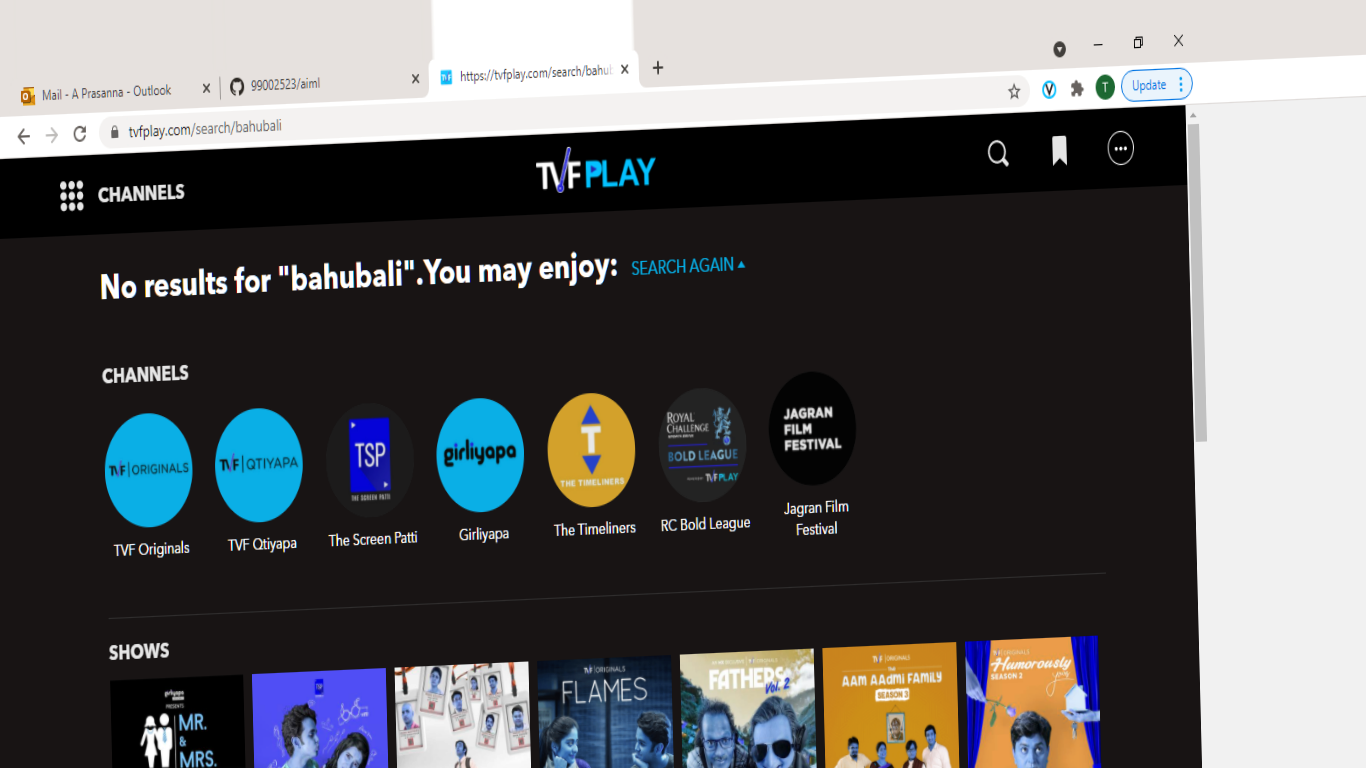 Mail - A Prasanna - Outlook
99002523/aiml
https://tvfplay.com/search/bahub
tvfplay.com/search/bahubali
T
Update
CHANNELS
TVF PLAY
No results for "bahubali".You may enjoy:
SEARCH AGAIN
CHANNELS
TVF ORIGINALS
TVF QTIYAPA
TSP
THE SCREEN PATTI
girliyapa
T
THE TIMELINERS
ROYAL
CHALLENGE
BOLD LEAGUE
TVFPLAY
JAGRAN
FILM
FESTIVAL
TVF Originals
TVF Qtiyapa
The Screen Patti
Girliyapa
The Timeliners
RC Bold League
Jagran Film
Festival
SHOWS
girliyapa
PRESENTS
MR.
&
MRS.
TSP
TVF ORIGINALS
FLAMES
TVF ORIGINALS
FATHERS
Vol. 2
TVF ORIGINALS
THE
AAM AADMI FAMILY
SEASON 3
TVF ORIGINALS
Humorously
SEASON 2
yours